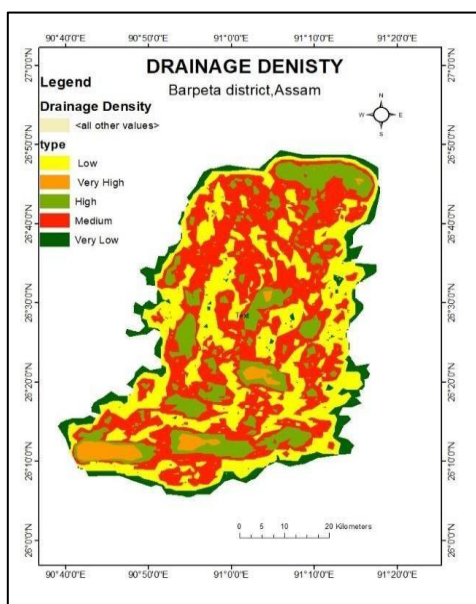 90°40'0"E 90°50'0"E 91°0'0"E 91°10'0"E 91°20'0"E
DRAINAGE DENISTY
Barpeta district,Assam
Legend
Drainage Density
<all other values>
type
Low
Very High
High
Medium
Very Low
N
W E
S
27°0'0"N 27°0'0"N
26°50'0"N 26°50'0"N
26°40'0"N 26°40'0"N
26°30'0"N 26°30'0"N
Text
26°20'0"N 26°20'0"N
26°10'0"N 26°10'0"N
26°0'0"N 26°0'0"N
0 5 10 20 Kilometers
90°40'0"E 90°50'0"E 91°0'0"E 91°10'0"E 91°20'0"E